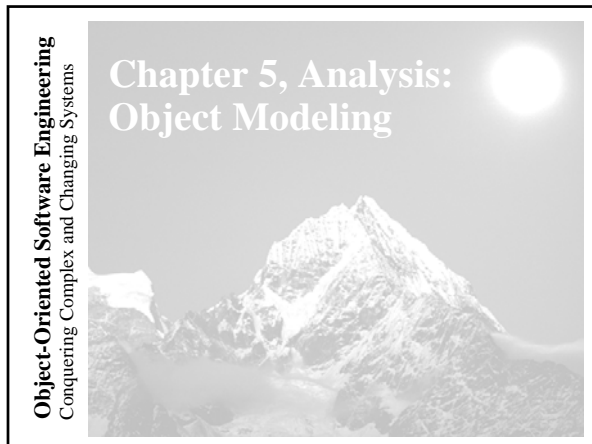 Object-Oriented Software Engineering
Conquering Complex and Changing Systems
Chapter 5, Analysis:
Object Modeling